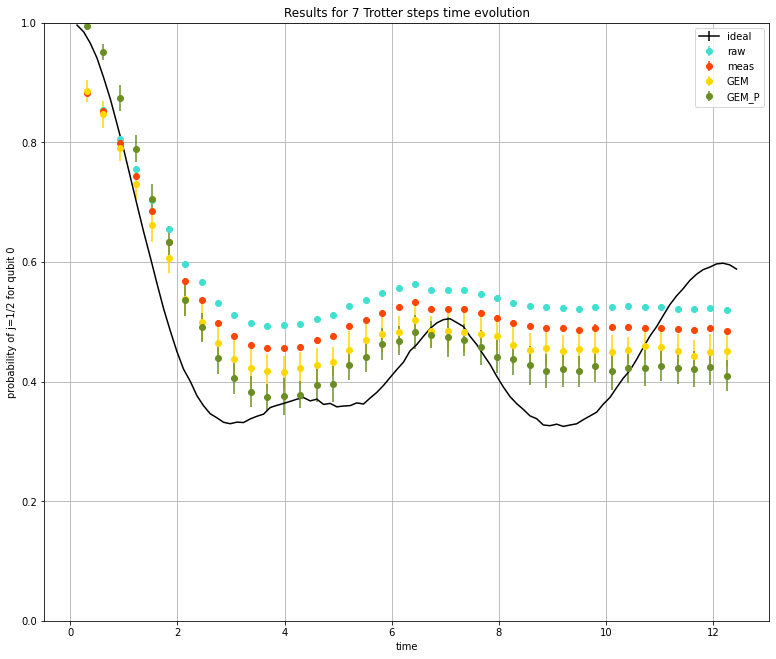 Results for 7 Trotter steps time evolution
ideal
raw
meas
GEM
GEM_P
probability of j=1/2 for qubit 0
1.0
0.8
0.6
0.4
0.2
0.0
0 2 4 6 8 10 12
time